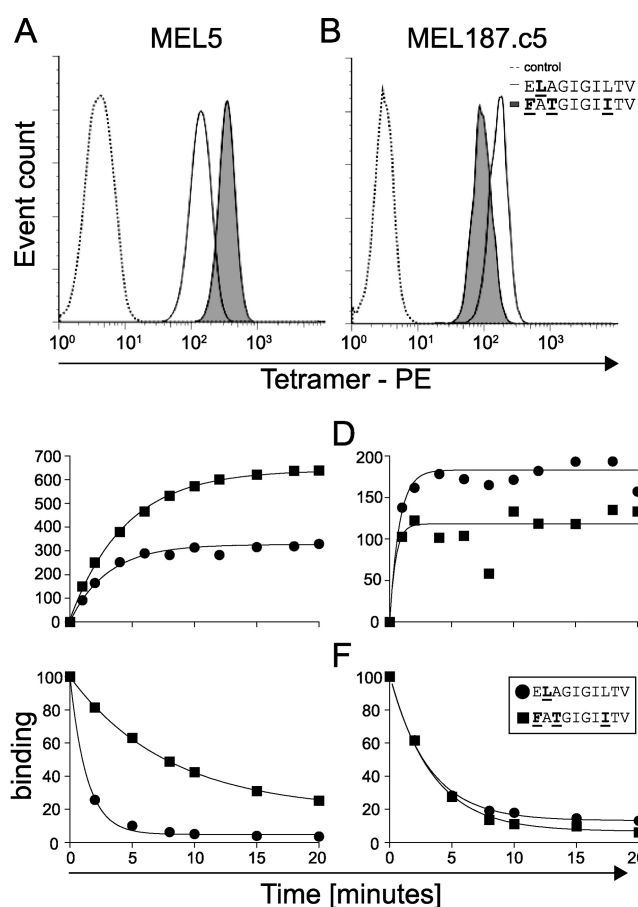 A MEL5 B MEL187.c5
control
ELAGIGILTV
FATGIGIITV
Event count
10⁰ 10¹ 10² 10³ 10⁰ 10¹ 10² 10³
Tetramer - PE
D
700
600
500
400
300
200
100
0
200
150
100
50
0
F
100
80
60
40
20
0
100
80
60
40
20
0
ELAGIGILTV
FATGIGIITV
binding
0 5 10 15 20 0 5 10 15 20
Time [minutes]